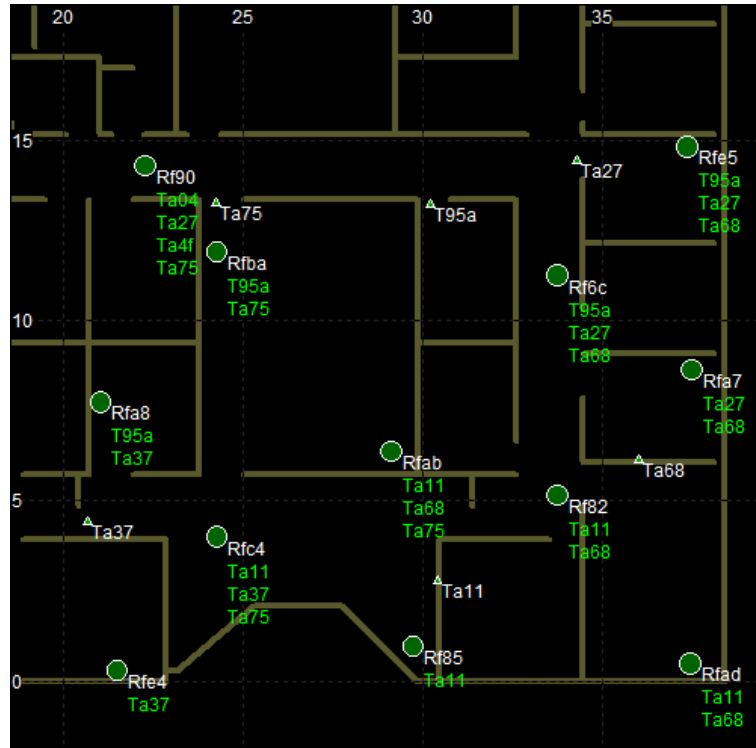 20 25 30 35
15
Rfe5
T95a
Ta27
Ta68
Ta27
Rf90
Ta04
Ta27
Ta4f
Ta75
Ta75
T95a
Rfba
T95a
Ta75
Rf6c
T95a
Ta27
Ta68
10
Rfa7
Ta27
Ta68
Rfa8
T95a
Ta37
Rfab
Ta11
Ta68
Ta75
Ta68
5
Rf82
Ta11
Ta68
Ta37
Rfc4
Ta11
Ta37
Ta75
Ta11
Rf85
Ta11
0
Rfe4
Ta37
Rfad
Ta11
Ta68